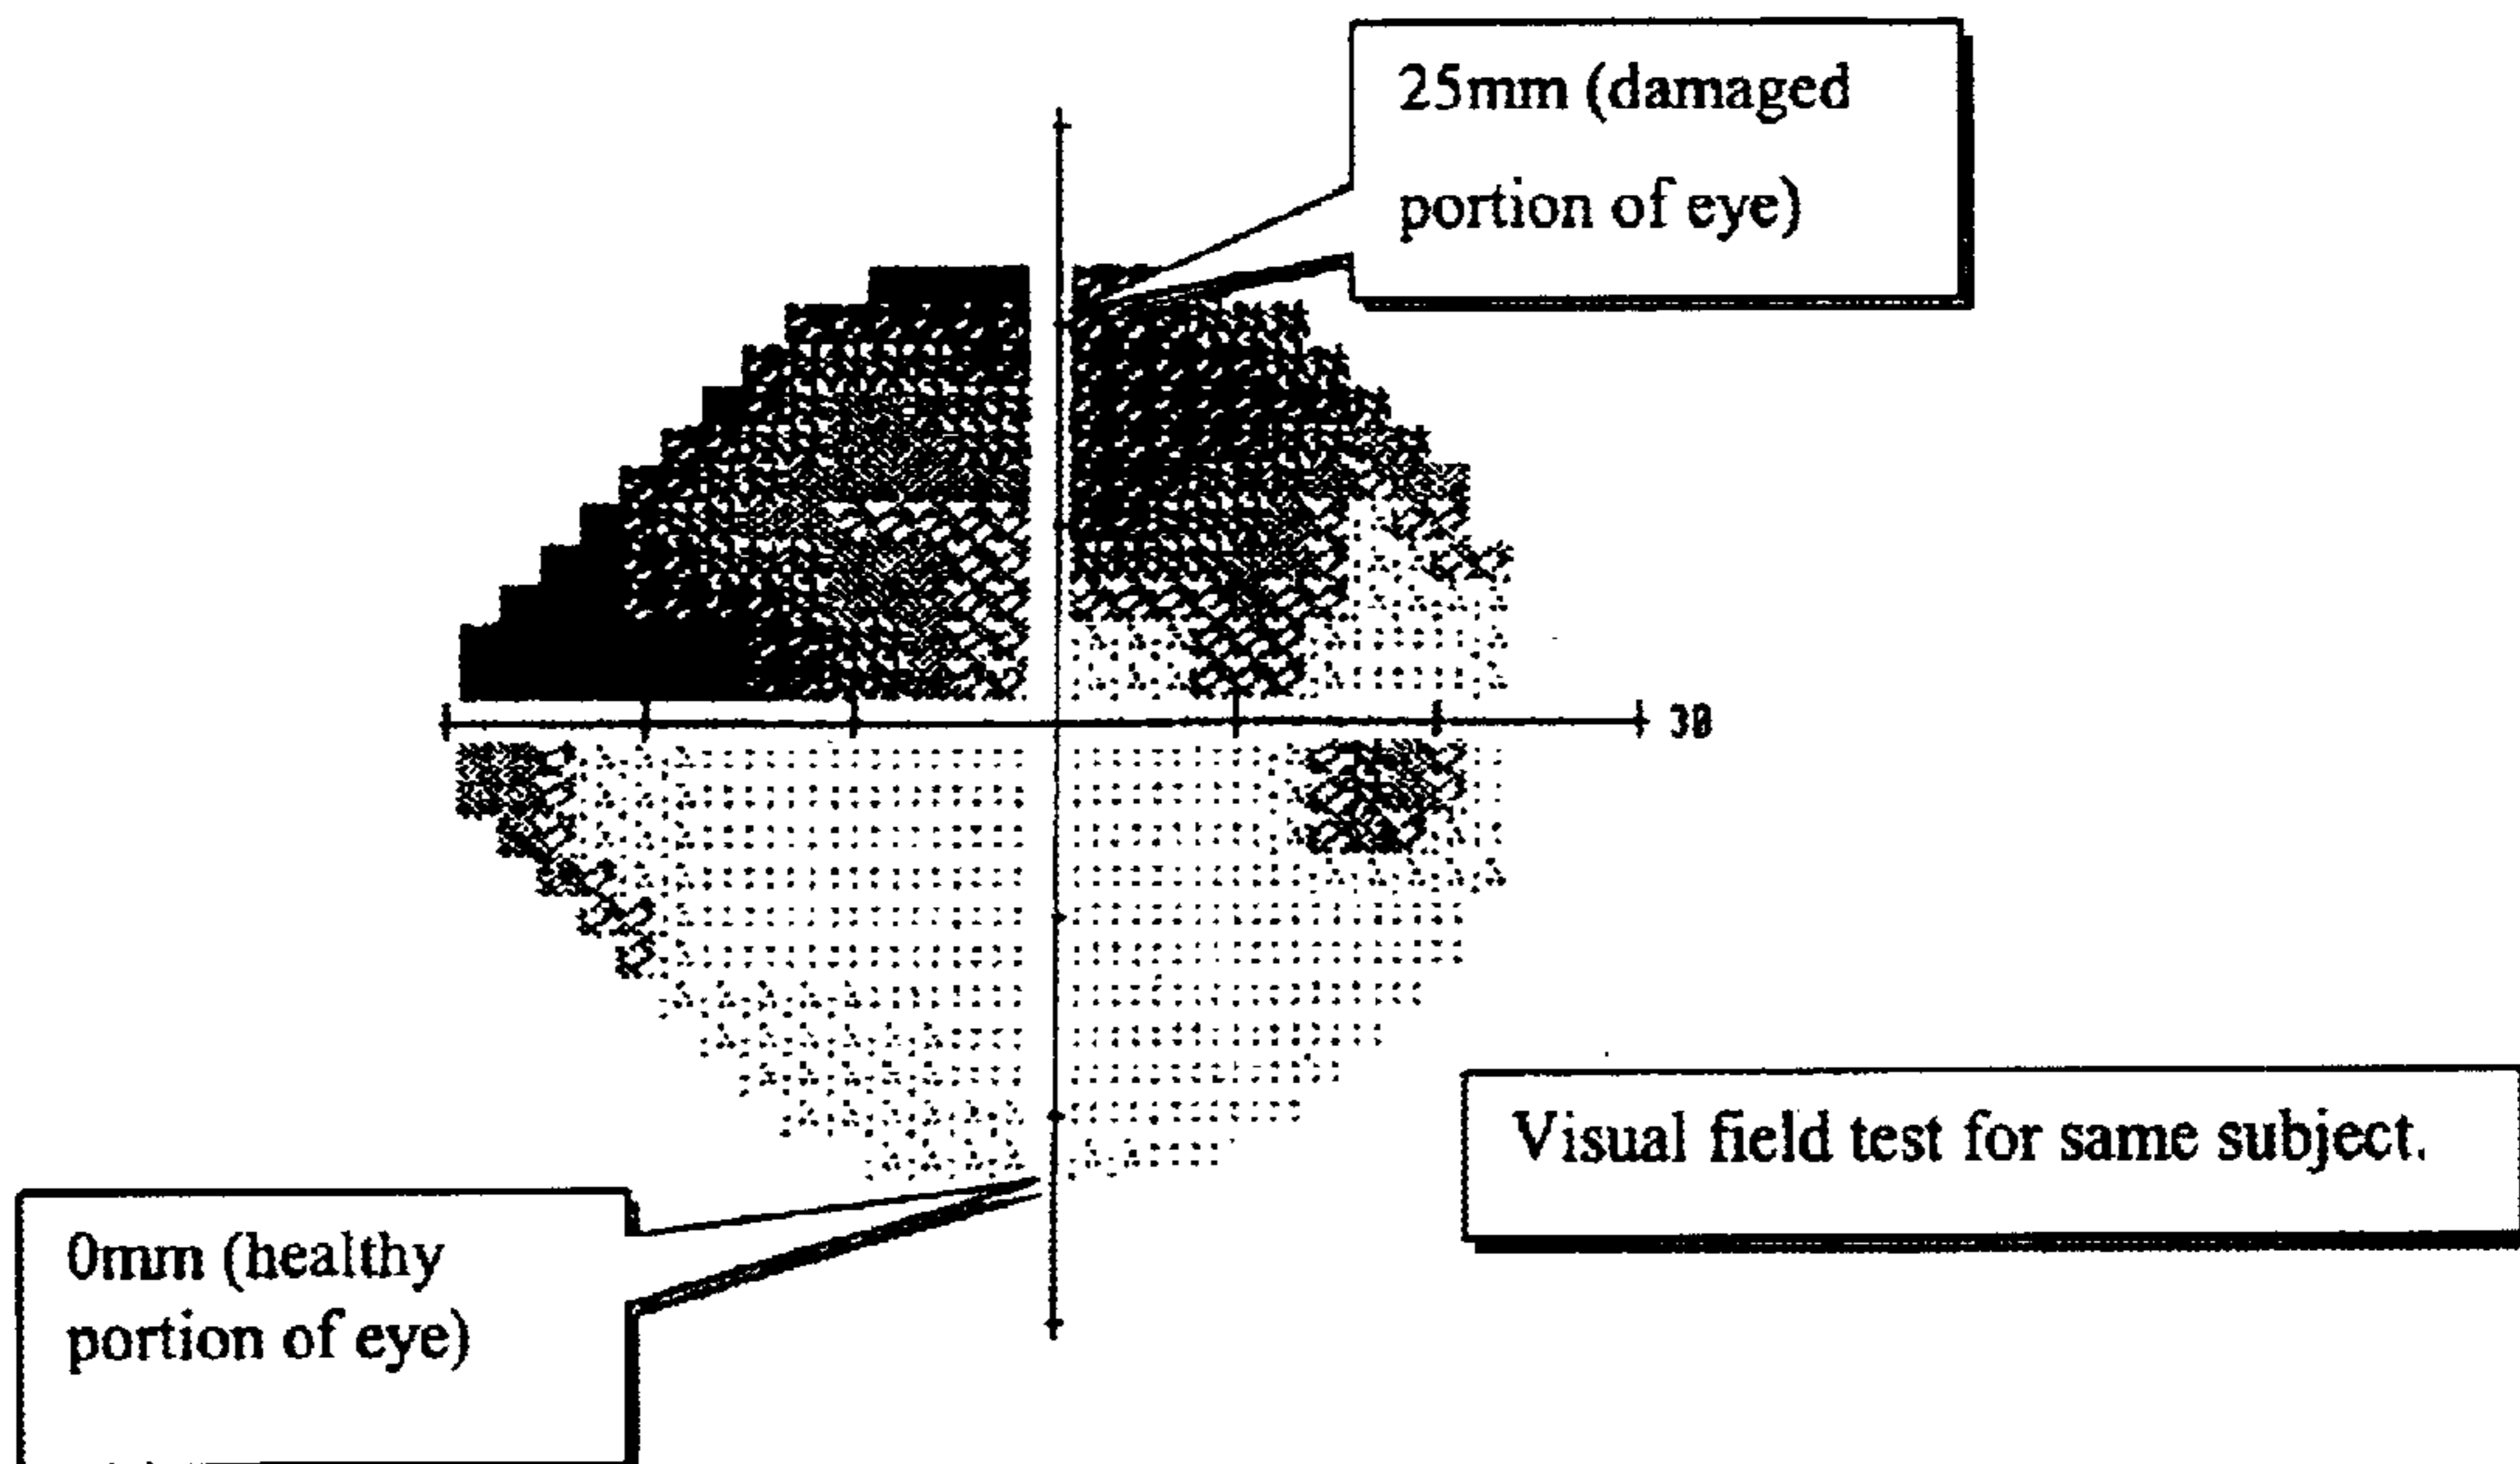 25mm (damaged
portion of eye)
30
Visual field test for same subject.
0mm (healthy
portion of eye)